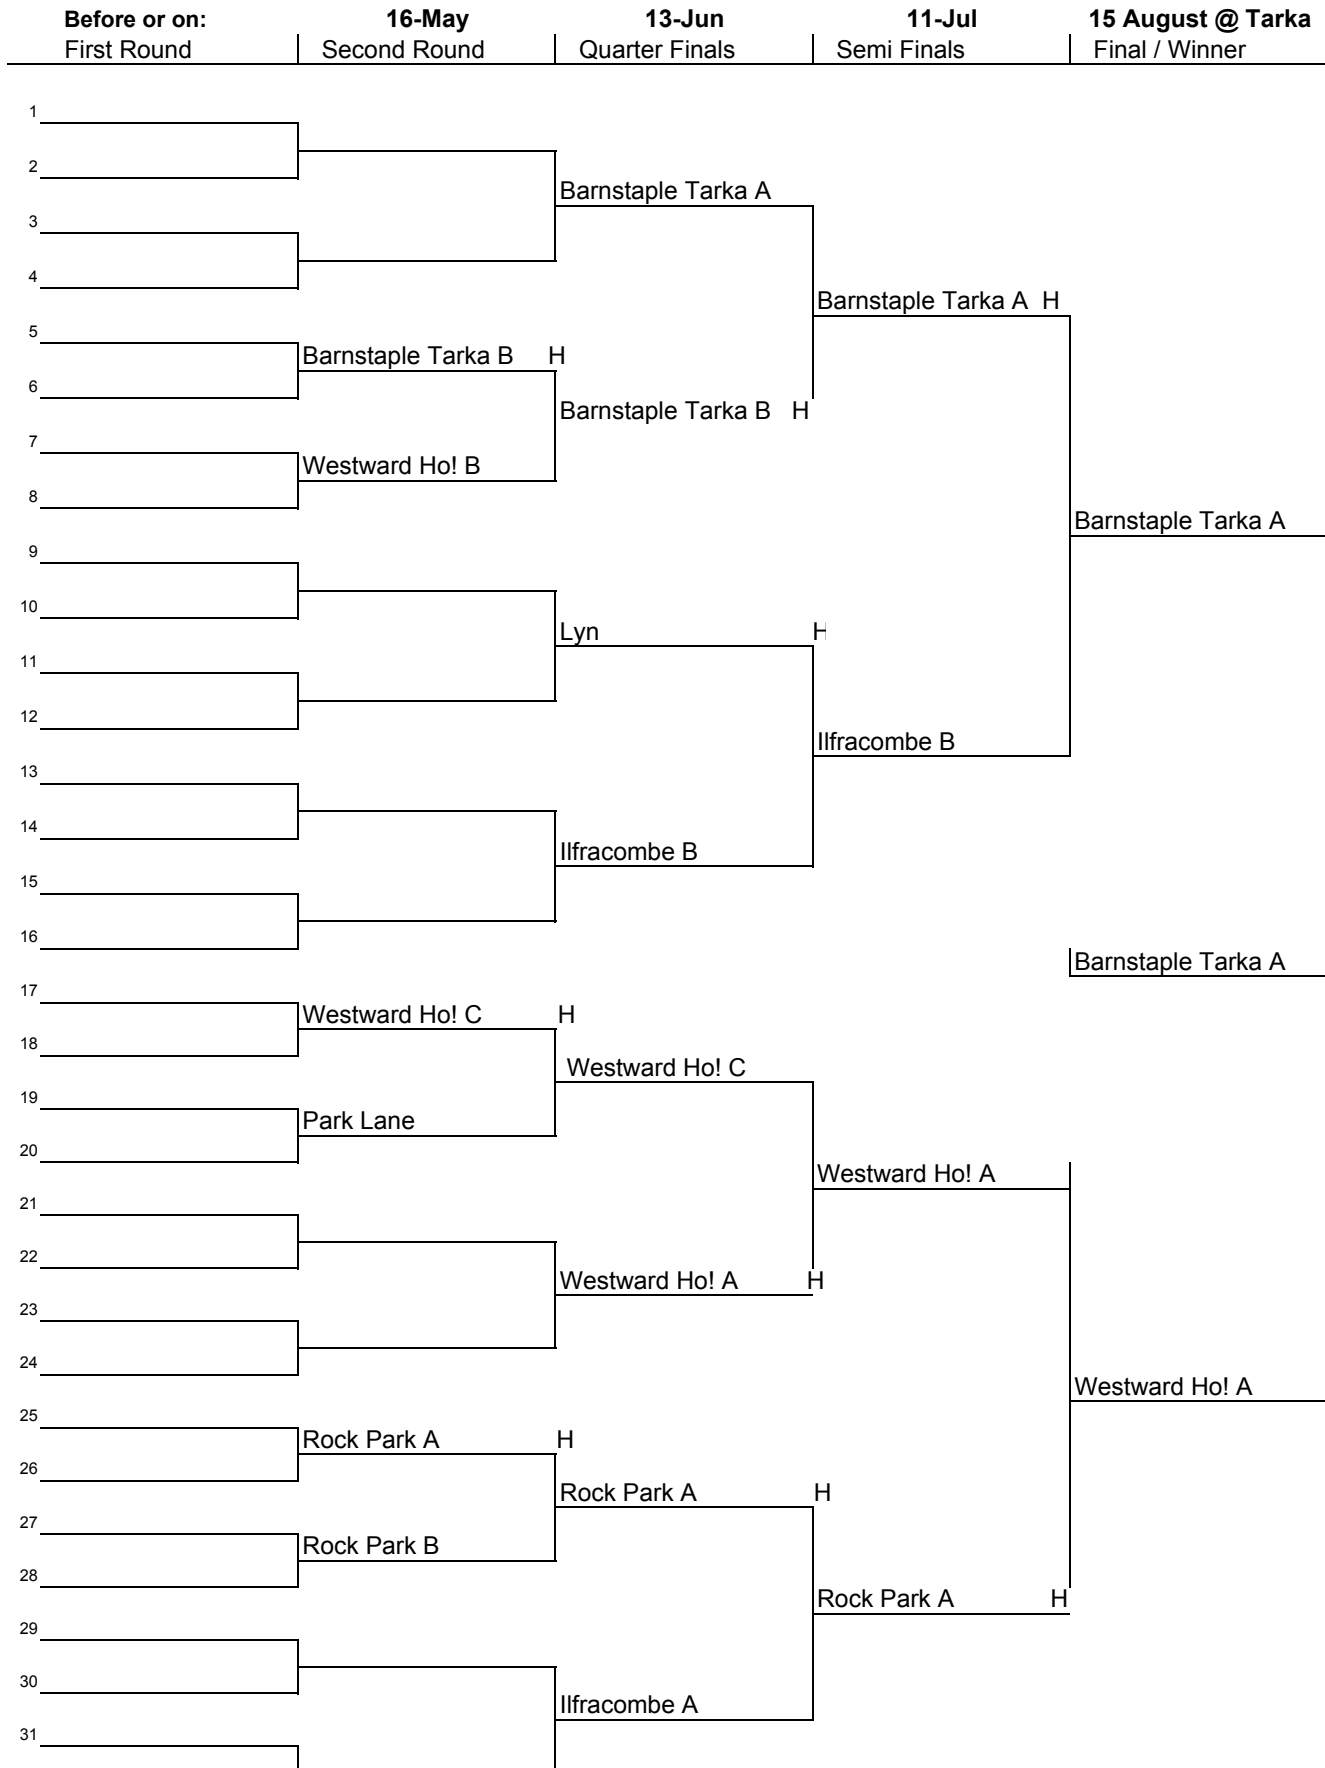 Before or on: 16-May 13-Jun 11-Jul 15 August @ Tarka
First Round Second Round Quarter Finals Semi Finals Final / Winner
1
2
Barnstaple Tarka A
3
4
Barnstaple Tarka A H
5
Barnstaple Tarka B H
6
Barnstaple Tarka B H
7
Westward Ho! B
8
Barnstaple Tarka A
9
10
Lyn H
11
12
Ilfracombe B
13
14
Ilfracombe B
15
16
Barnstaple Tarka A
17
Westward Ho! C H
18
Westward Ho! C
19
Park Lane
20
Westward Ho! A
21
22
Westward Ho! A H
23
24
Westward Ho! A
25
Rock Park A H
26
Rock Park A H
27
Rock Park B
28
Rock Park A H
29
30
Ilfracombe A
31